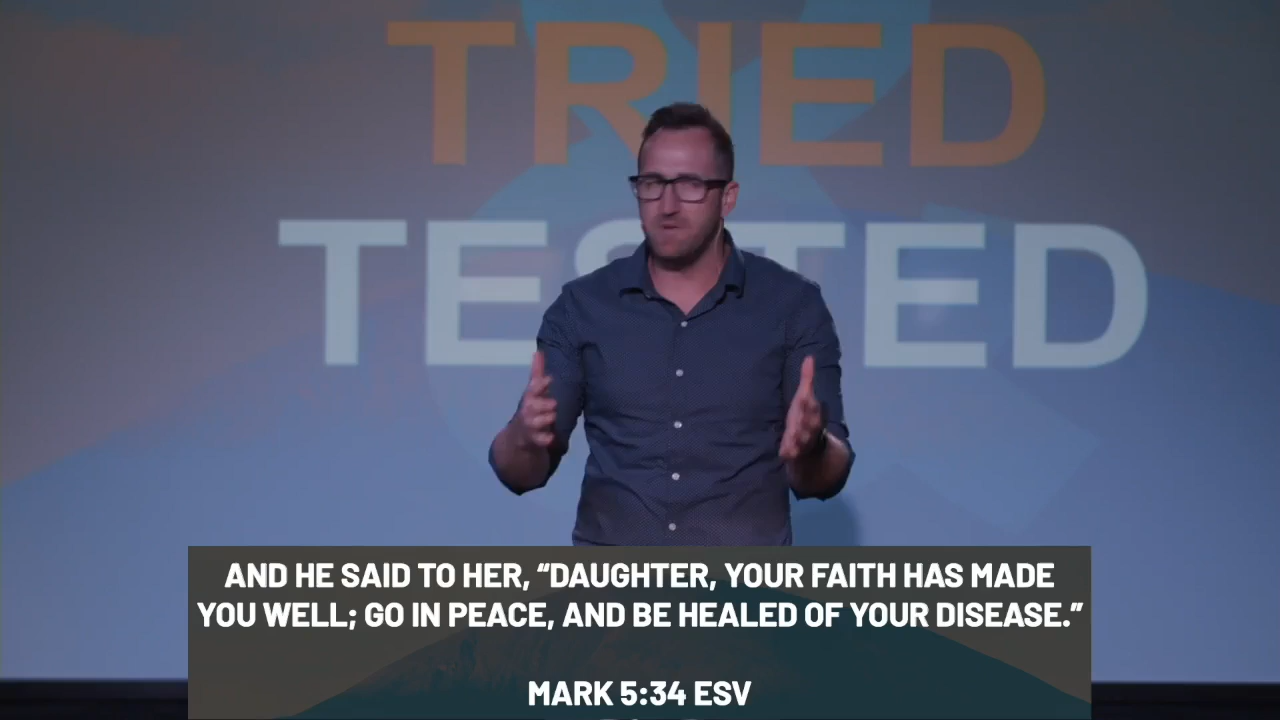 TRIED
TESTED
AND HE SAID TO HER, “DAUGHTER, YOUR FAITH HAS MADE
YOU WELL; GO IN PEACE, AND BE HEALED OF YOUR DISEASE.”
MARK 5:34 ESV